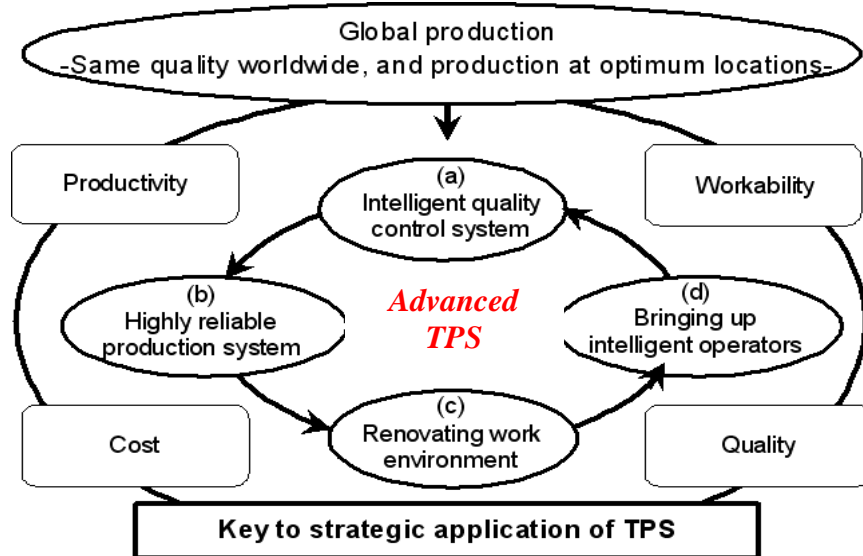 Global production
-Same quality worldwide, and production at optimum locations-
Productivity
Workability
(a)
Intelligent quality
control system
(b)
Highly reliable
production system
Advanced
TPS
(d)
Bringing up
intelligent operators
(c)
Renovating work
environment
Cost
Quality
Key to strategic application of TPS